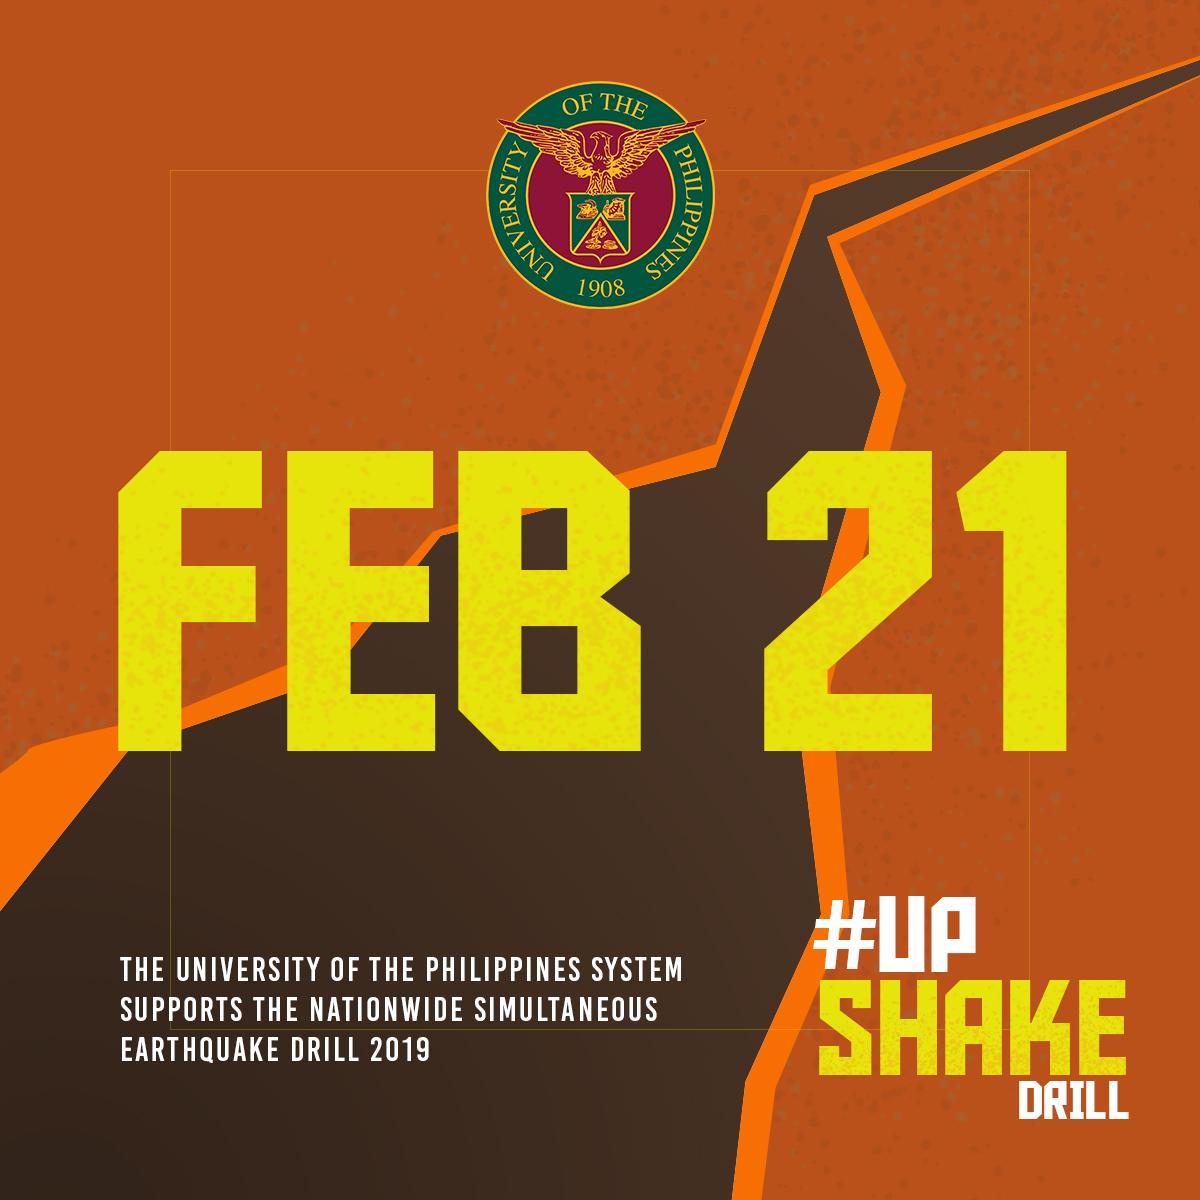 UNIVERSITY OF THE PHILIPPINES
1908
FEB 21
THE UNIVERSITY OF THE PHILIPPINES SYSTEM
SUPPORTS THE NATIONWIDE SIMULTANEOUS
EARTHQUAKE DRILL 2019
#UP
SHAKE
DRILL